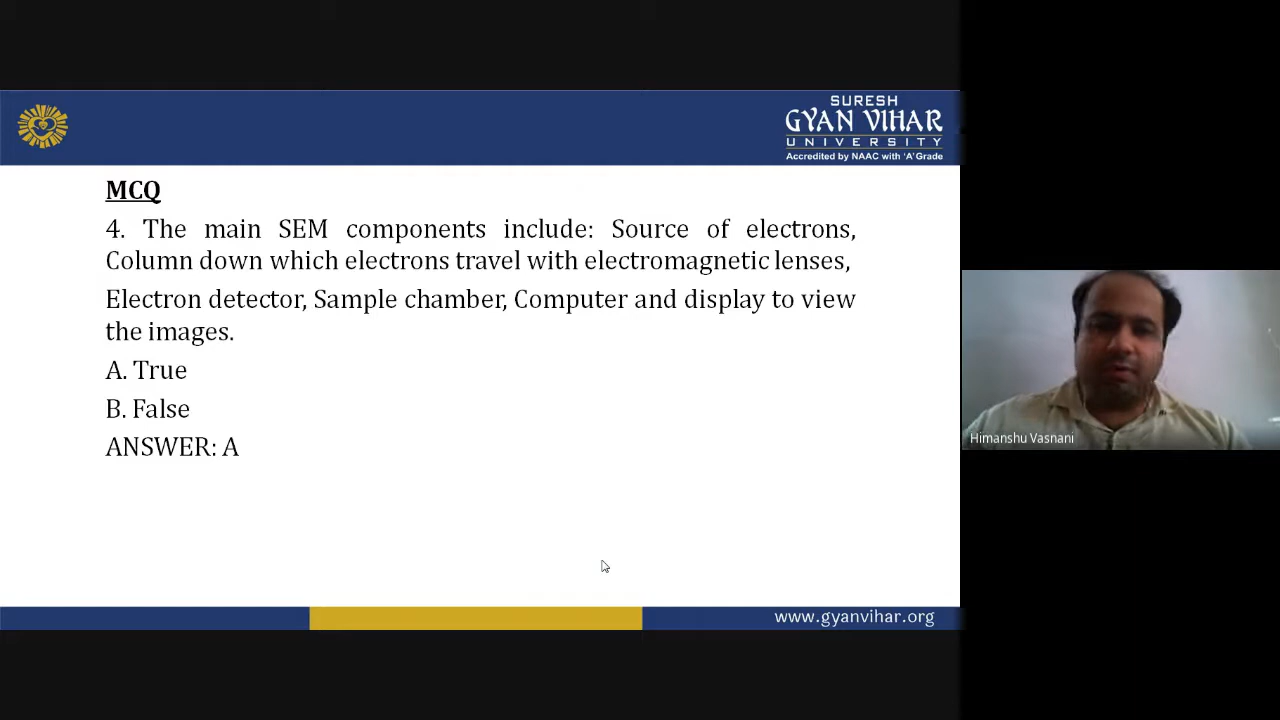 SURESH
GYAN VIHAR
UNIVERSITY
Accredited by NAAC with 'A' Grade
MCQ
4. The main SEM components include: Source of electrons,
Column down which electrons travel with electromagnetic lenses,
Electron detector, Sample chamber, Computer and display to view
the images.
A. True
B. False
ANSWER: A
Himanshu Vasnani
www.gyanvihar.org